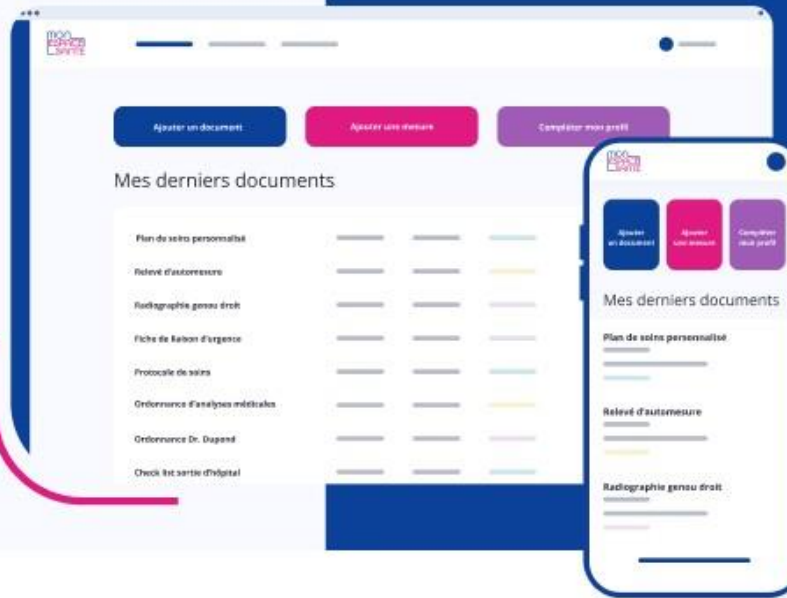 mon
ESPACE
SANTÉ
Ajouter un document
Ajouter une mesure
Compléter mon profil
Mes derniers documents
Plan de soins personnalisé
Relevé d'automesure
Radiographie genou droit
Fiche de liaison d'urgence
Protocole de soins
Ordonnance d'analyses médicales
Ordonnance Dr. Dupond
Check list sortie d'hôpital
mon
ESPACE
SANTÉ
Ajouter
un document
Ajouter
une mesure
Compléter
mon profil
Mes derniers documents
Plan de soins personnalisé
Relevé d'automesure
Radiographie genou droit